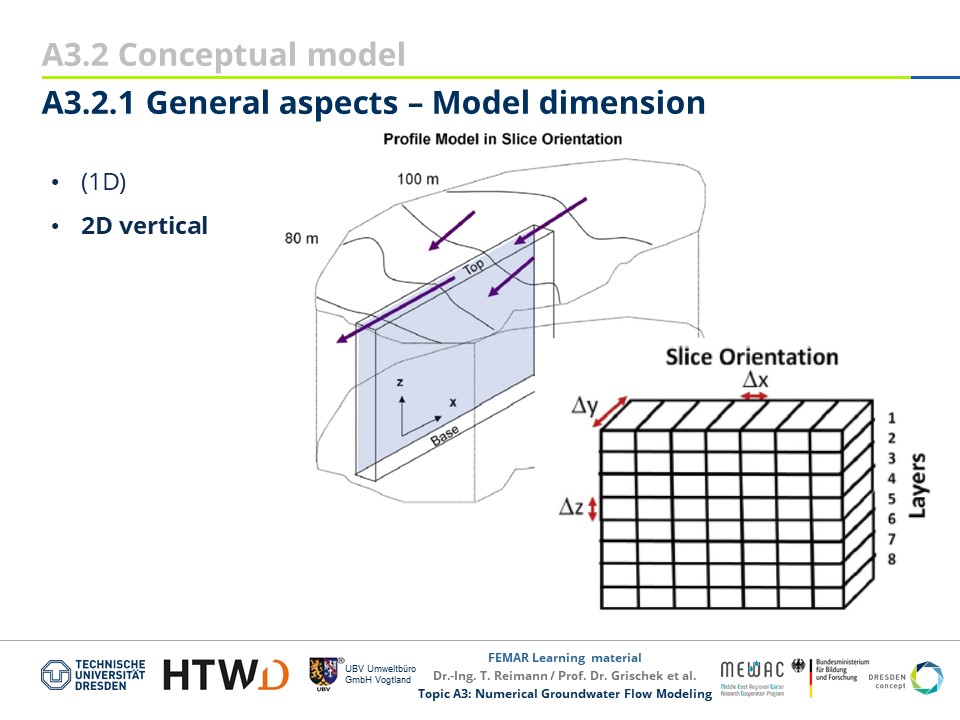 A3.2 Conceptual model
A3.2.1 General aspects – Model dimension
Profile Model in Slice Orientation
• (1D)
• 2D vertical
100 m
80 m
Top
z
x
Base
Slice Orientation
Δx
Δy
Δz
1
2
3
4
5
6
7
8
Layers
TECHNISCHE
UNIVERSITÄT
DRESDEN
HTWD
UBV
®
UBV Umweltbüro
GmbH Vogtland
FEMAR Learning material
Dr.-Ing. T. Reimann / Prof. Dr. Grischek et al.
Topic A3: Numerical Groundwater Flow Modeling
MEWAC
Middle East Regional Water
Research Cooperation Program
Bundesministerium
für Bildung
und Forschung
DRESDEN
concept